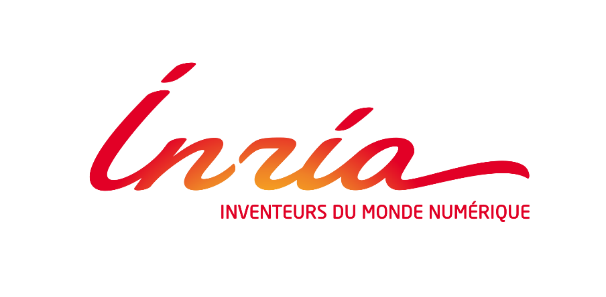 Inria
INVENTEURS DU MONDE NUMÉRIQUE